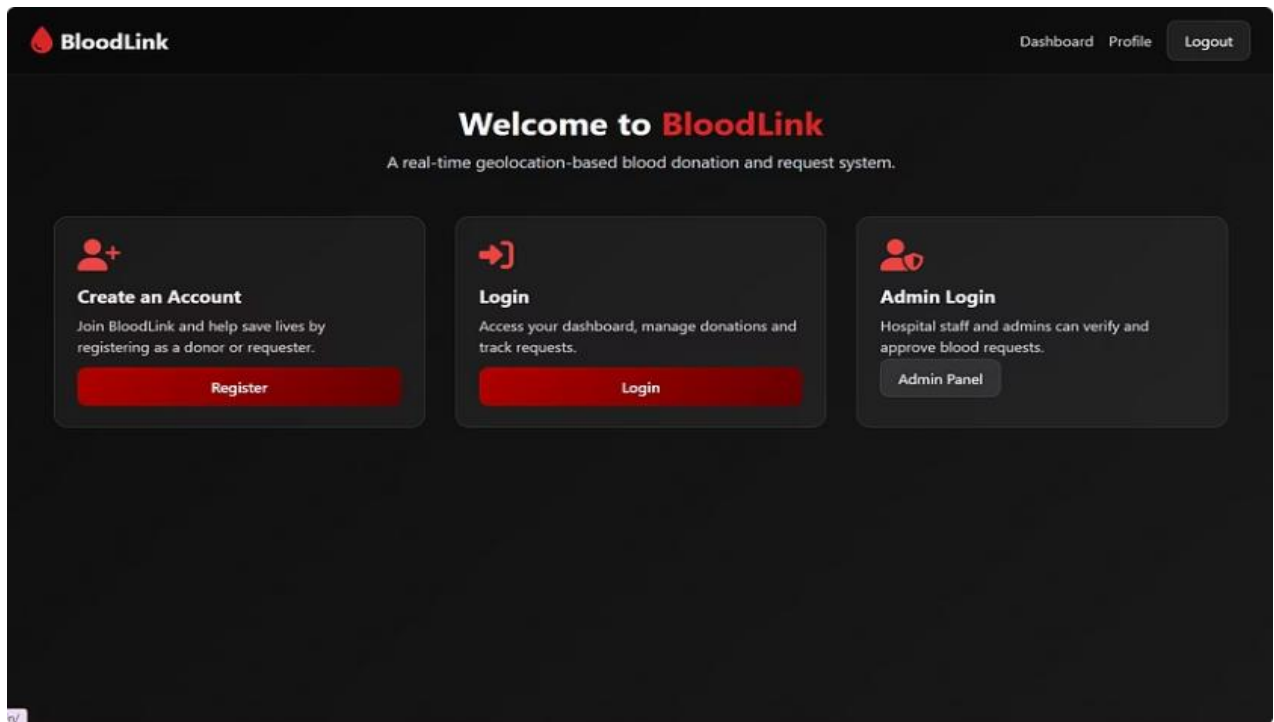 BloodLink
Dashboard Profile Logout
Welcome to BloodLink
A real-time geolocation-based blood donation and request system.
Create an Account
Join BloodLink and help save lives by
registering as a donor or requester.
Register
Login
Access your dashboard, manage donations and
track requests.
Login
Admin Login
Hospital staff and admins can verify and
approve blood requests.
Admin Panel